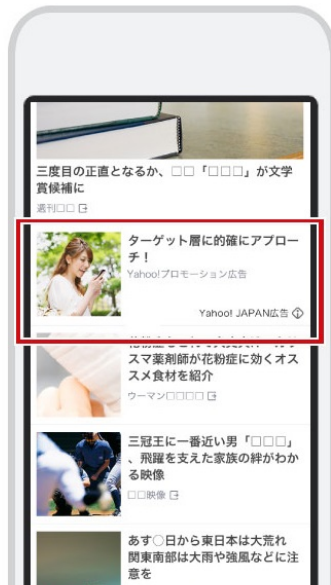 三度目の正直となるか、□□「□□□」が文学
賞候補に
週刊□□
ターゲット層に的確にアプロー
チ！
Yahoo!プロモーション広告
Yahoo! JAPAN広告
スマ薬剤師が花粉症に効くオス
スメ食材を紹介
ウーマン□□□□
三冠王に一番近い男「□□□」
、飛躍を支えた家族の絆がわか
る映像
□□映像
あす○日から東日本は大荒れ
関東南部は大雨や強風などに注
意を